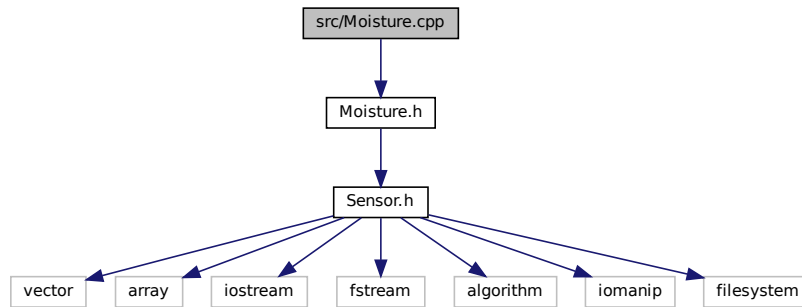 src/Moisture.cpp
Moisture.h
Sensor.h
vector
array
iostream
fstream
algorithm
iomanip
filesystem